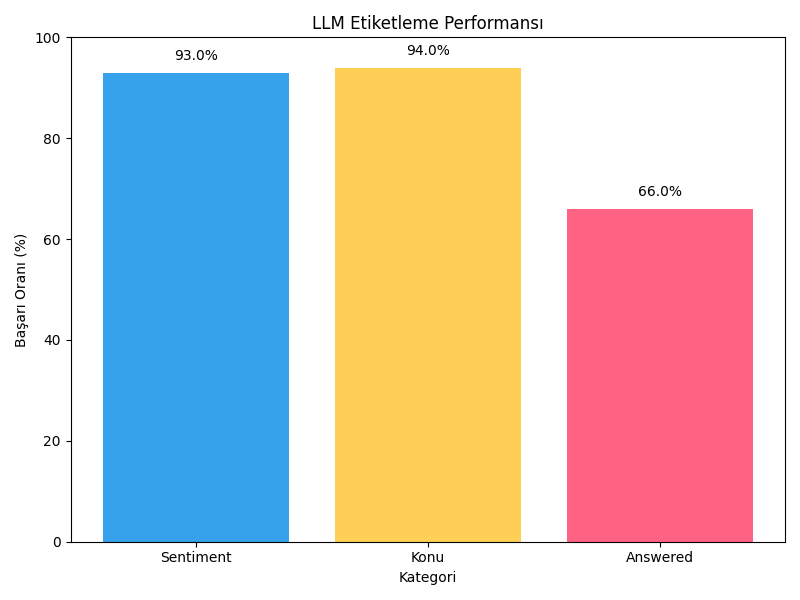 LLM Etiketleme Performansı
93.0%
94.0%
66.0%
100
80
60
40
20
0
Başarı Oranı (%)
Sentiment
Konu
Answered
Kategori